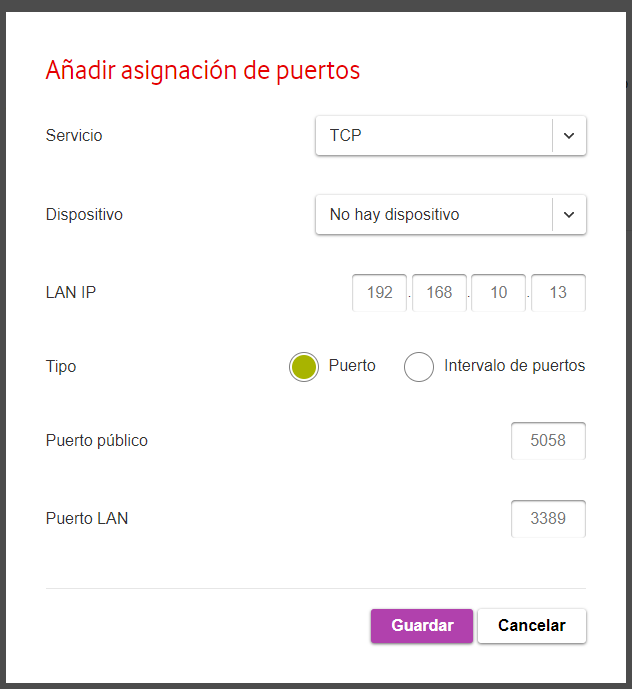 Añadir asignación de puertos
Servicio TCP
Dispositivo No hay dispositivo
LAN IP 192 . 168 . 10 . 13
Tipo Puerto Intervalo de puertos
Puerto público 5058
Puerto LAN 3389
Guardar Cancelar